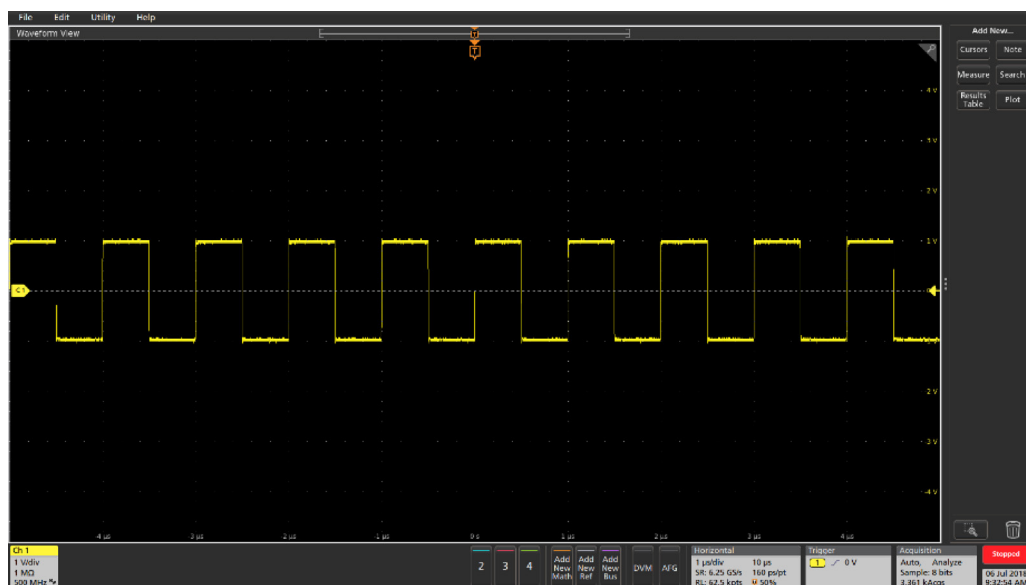 File Edit Utility Help
Waveform View
T
T
Add New...
Cursors Note
Measure Search
Results Table Plot
4 V
3 V
2 V
1 V
C1
2 V
-3 V
-4 V
-4 µs -3 µs -2 µs -1 µs 0 s 1 µs 2 µs 3 µs 4 µs
Ch 1
1 V/div
1 MΩ
500 MHz
2 3 4
Add New Math
Add New Ref
Add New Bus
DVM AFG
Horizontal
1 µs/div 10 µs
SR: 6.25 GS/s 160 ps/pt
RL: 62.5 kpts 50%
Trigger
1 0 V
Acquisition
Auto, Analyze
Sample: 8 bits
3.361 kAcqs
Stopped
06 Jul 2018